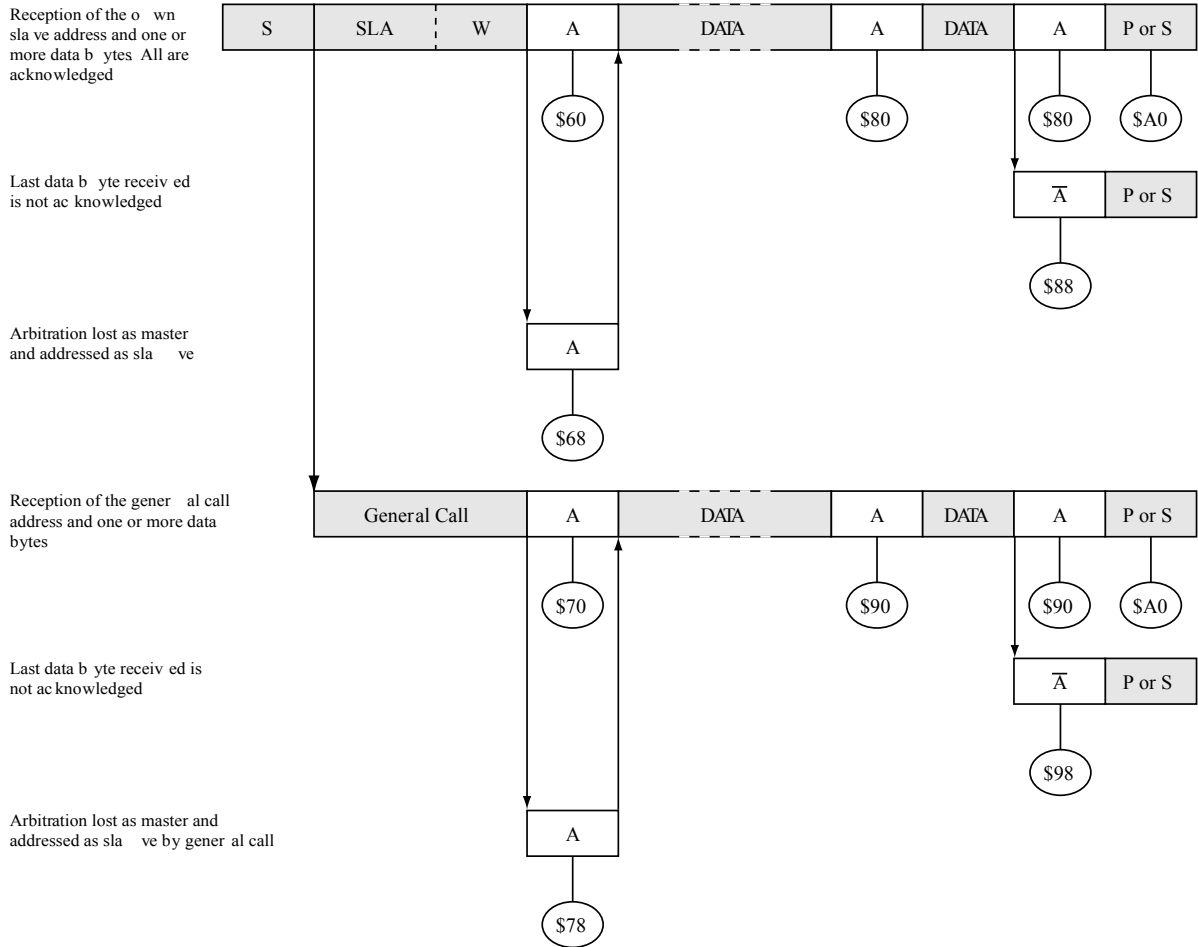 Reception of the o wn
sla ve address and one or
more data b ytes. All are
acknowledged
S SLA W A DATA A DATA A P or S
$60 $80 $80 $A0
Last data b yte receiv ed
is not ac knowledged
A P or S
$88
Arbitration lost as master
and addressed as sla ve
A
$68
Reception of the gener al call
address and one or more data
bytes
General Call A DATA A DATA A P or S
$70 $90 $90 $A0
Last data b yte receiv ed is
not ac knowledged
A P or S
$98
Arbitration lost as master and
addressed as sla ve by gener al call
A
$78